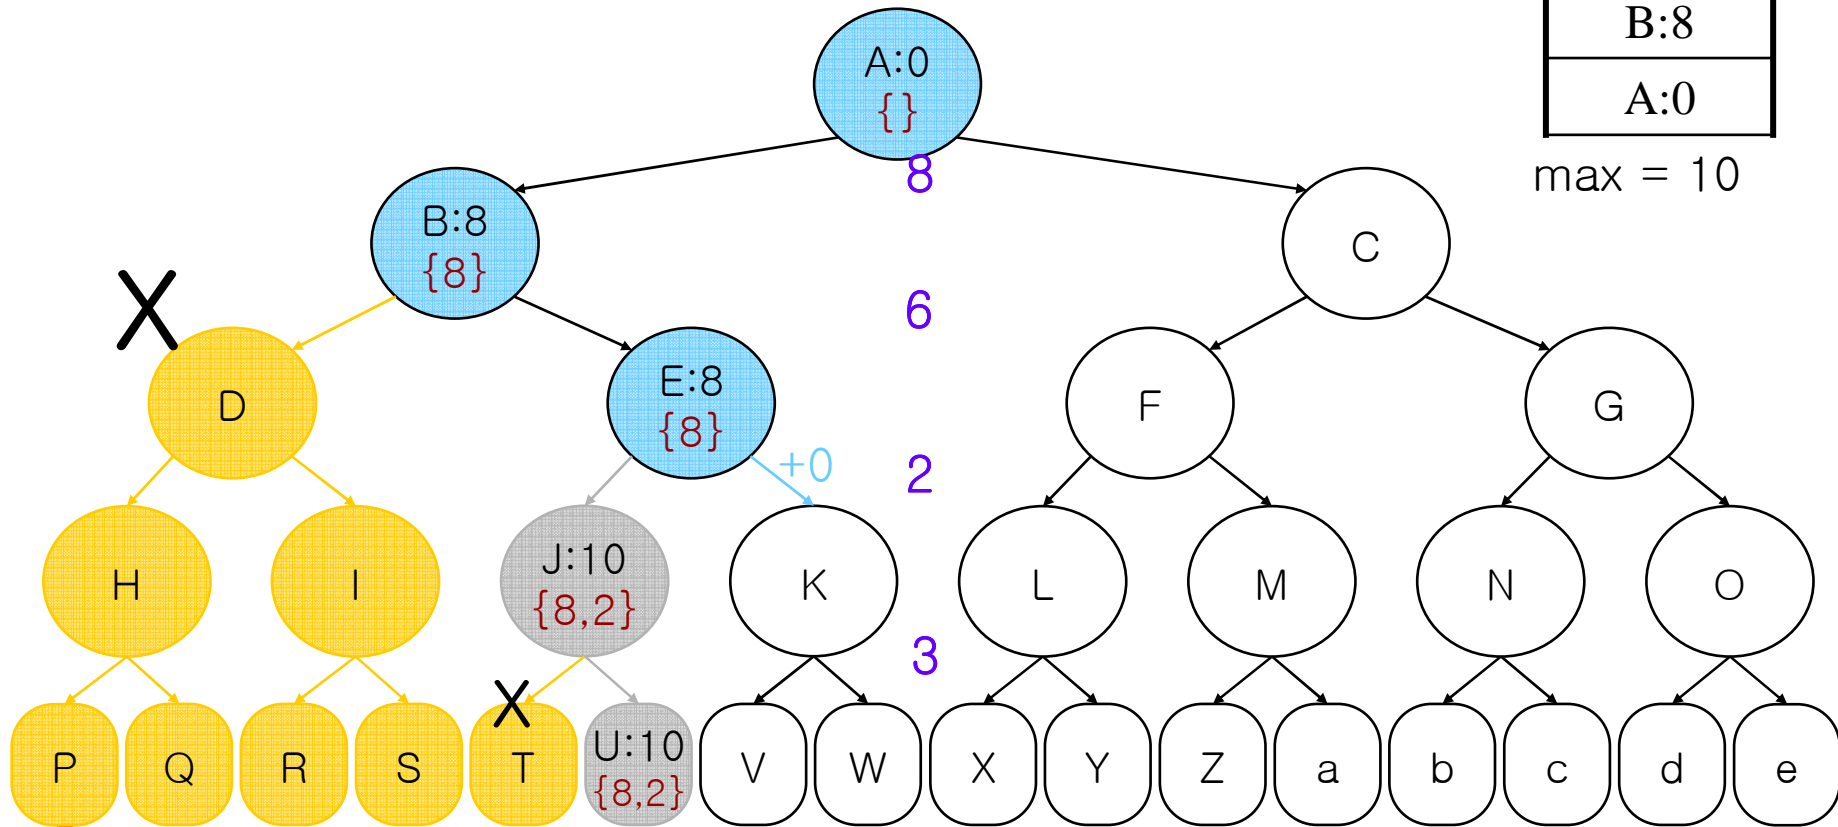 B:8
A:0
max = 10
A:0
{}
8
B:8
{8}
C
6
X
D
E:8
{8}
F
G
+0
2
H
I
J:10
{8,2}
K
L
M
N
O
3
X
P
Q
R
S
T
U:10
{8,2}
V
W
X
Y
Z
a
b
c
d
e